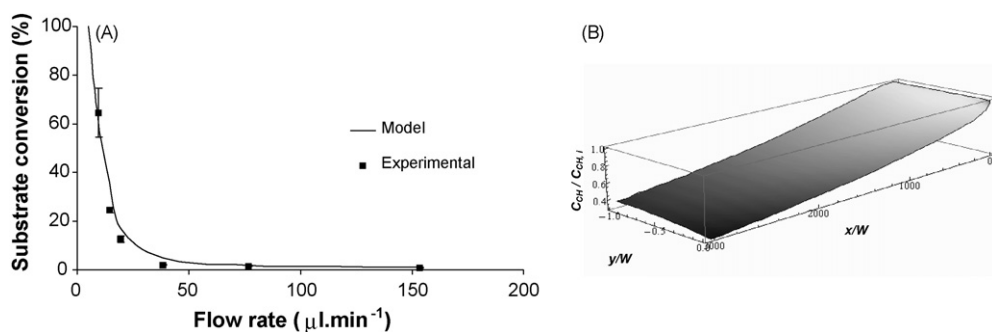 (A)
Substrate conversion (%)
100
80
60
40
20
0
Model
Experimental
0 50 100 150 200
Flow rate ( μl.min⁻¹)
(B)
C_CH / C_CH, i
1.0
0.8
0.6
0.4
−1.0
−0.5
y/W
2000
1000
x/W